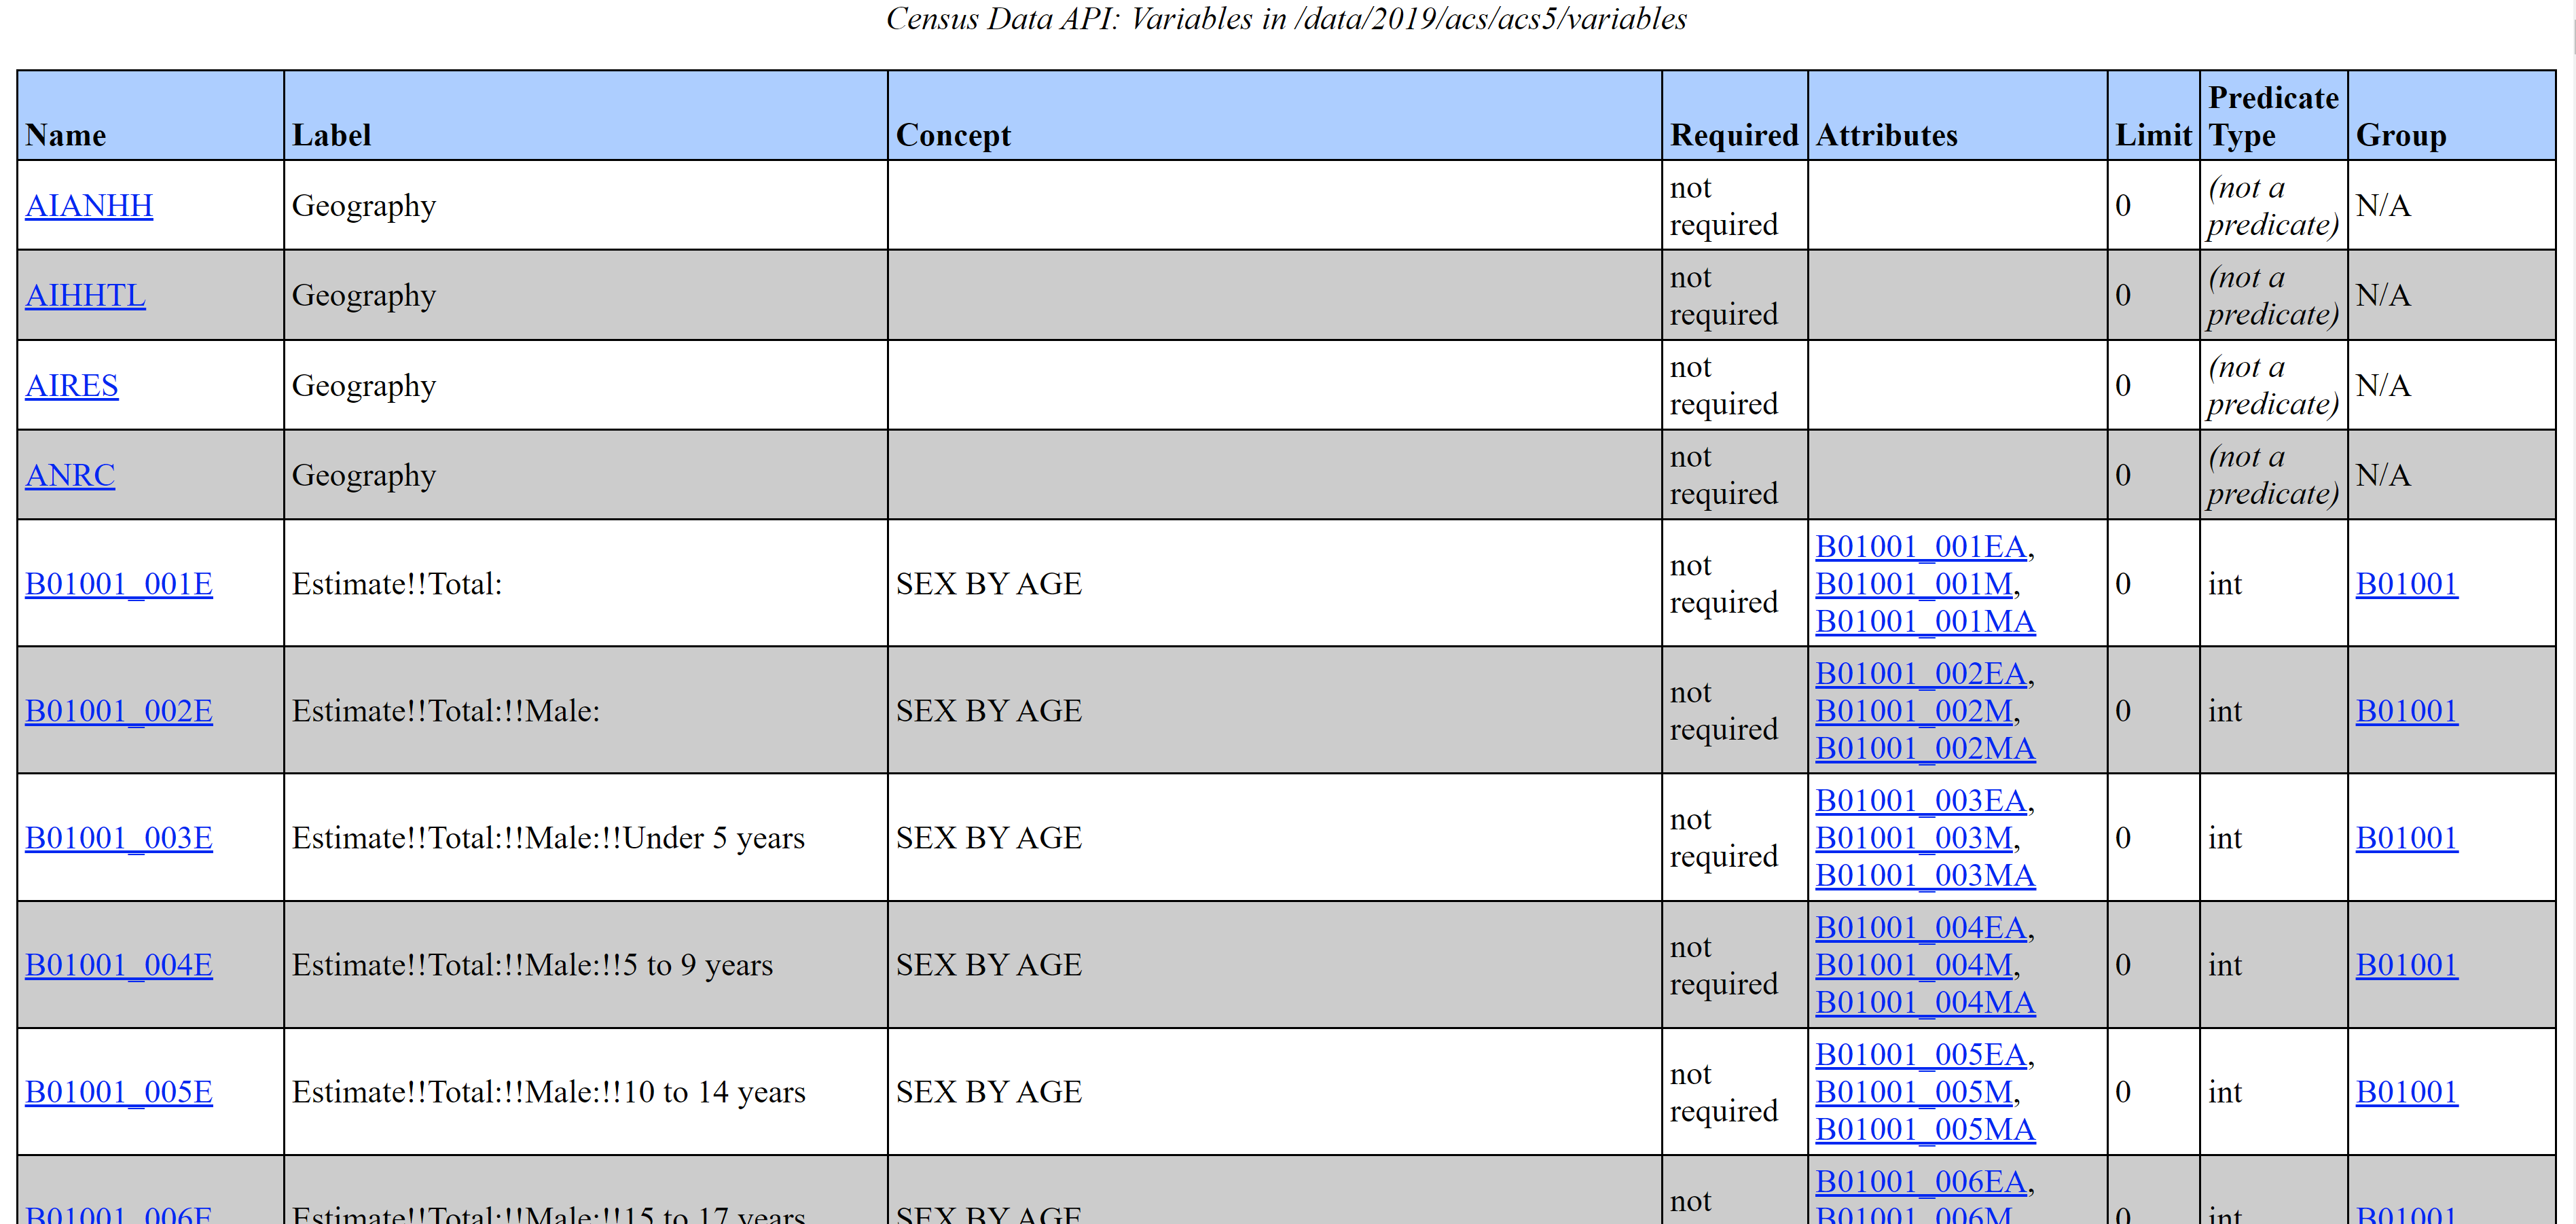 Census Data API: Variables in /data/2019/acs/acs5/variables
Name Label Concept Required Attributes Limit Predicate Type Group
AIANHH Geography not required 0 (not a predicate) N/A
AIHHTL Geography not required 0 (not a predicate) N/A
AIRES Geography not required 0 (not a predicate) N/A
ANRC Geography not required 0 (not a predicate) N/A
B01001_001E Estimate!!Total: SEX BY AGE not required B01001_001EA, B01001_001M, B01001_001MA 0 int B01001
B01001_002E Estimate!!Total:!!Male: SEX BY AGE not required B01001_002EA, B01001_002M, B01001_002MA 0 int B01001
B01001_003E Estimate!!Total:!!Male:!!Under 5 years SEX BY AGE not required B01001_003EA, B01001_003M, B01001_003MA 0 int B01001
B01001_004E Estimate!!Total:!!Male:!!5 to 9 years SEX BY AGE not required B01001_004EA, B01001_004M, B01001_004MA 0 int B01001
B01001_005E Estimate!!Total:!!Male:!!10 to 14 years SEX BY AGE not required B01001_005EA, B01001_005M, B01001_005MA 0 int B01001
B01001_006E Estimate!!Total:!!Male:!!15 to 17 years SEX BY AGE not B01001_006EA, B01001_006M, 0 int B01001